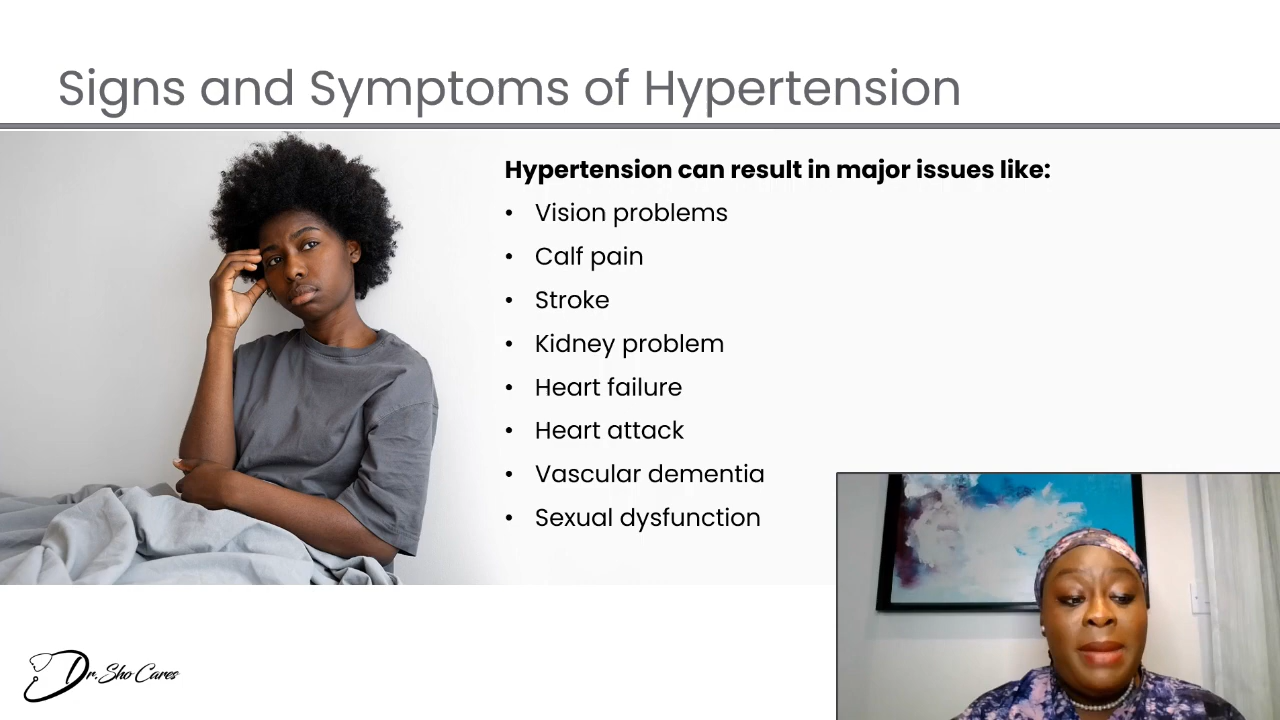 Signs and Symptoms of Hypertension
Hypertension can result in major issues like:
• Vision problems
• Calf pain
• Stroke
• Kidney problem
• Heart failure
• Heart attack
• Vascular dementia
• Sexual dysfunction
Dr. Sho Cares